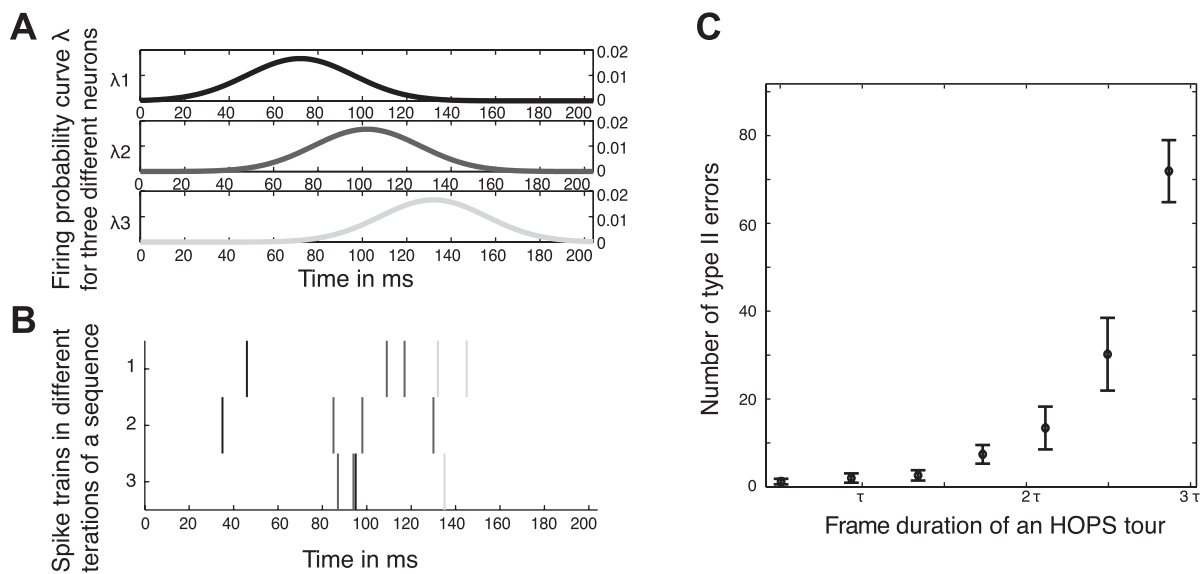 A
Firing probability curve λ
for three different neurons
λ1
0.02
0.01
0
0 20 40 60 80 100 120 140 160 180 200
λ2
0.02
0.01
0
0 20 40 60 80 100 120 140 160 180 200
λ3
0.02
0.01
0
0 20 40 60 80 100 120 140 160 180 200
Time in ms
B
Spike trains in different
terations of a sequence
1
2
3
0 20 40 60 80 100 120 140 160 180 200
Time in ms
C
Number of type II errors
80
60
40
20
0
τ 2τ 3τ
Frame duration of an HOPS tour